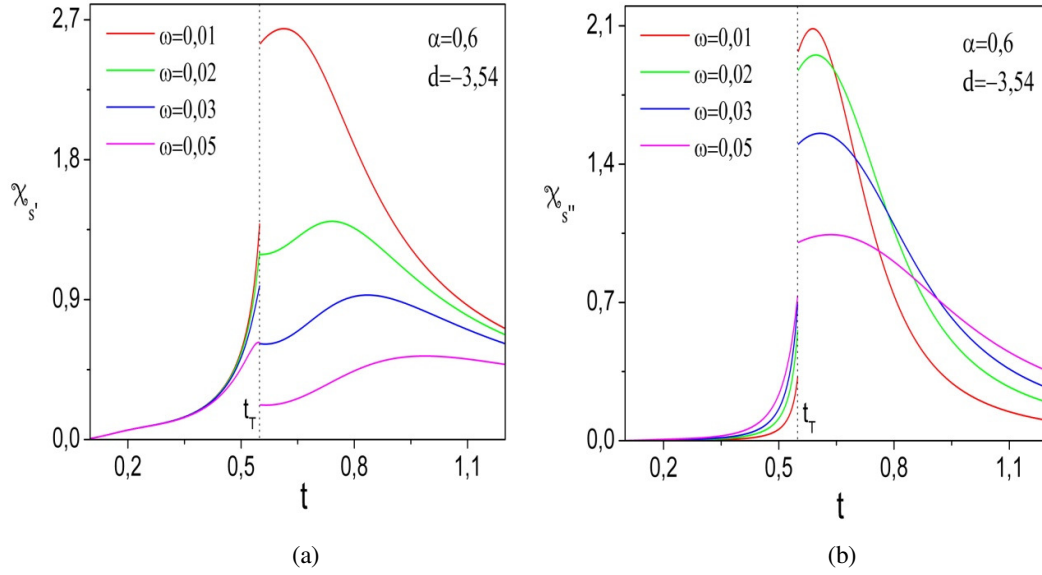 2,7
1,8
0,9
0,0
χs'
ω=0,01
ω=0,02
ω=0,03
ω=0,05
α=0,6
d=−3,54
tT
0,2
0,5
0,8
1,1
t
(a)
2,1
1,4
0,7
0,0
χs''
ω=0,01
ω=0,02
ω=0,03
ω=0,05
α=0,6
d=−3,54
tT
0,2
0,5
0,8
1,1
t
(b)